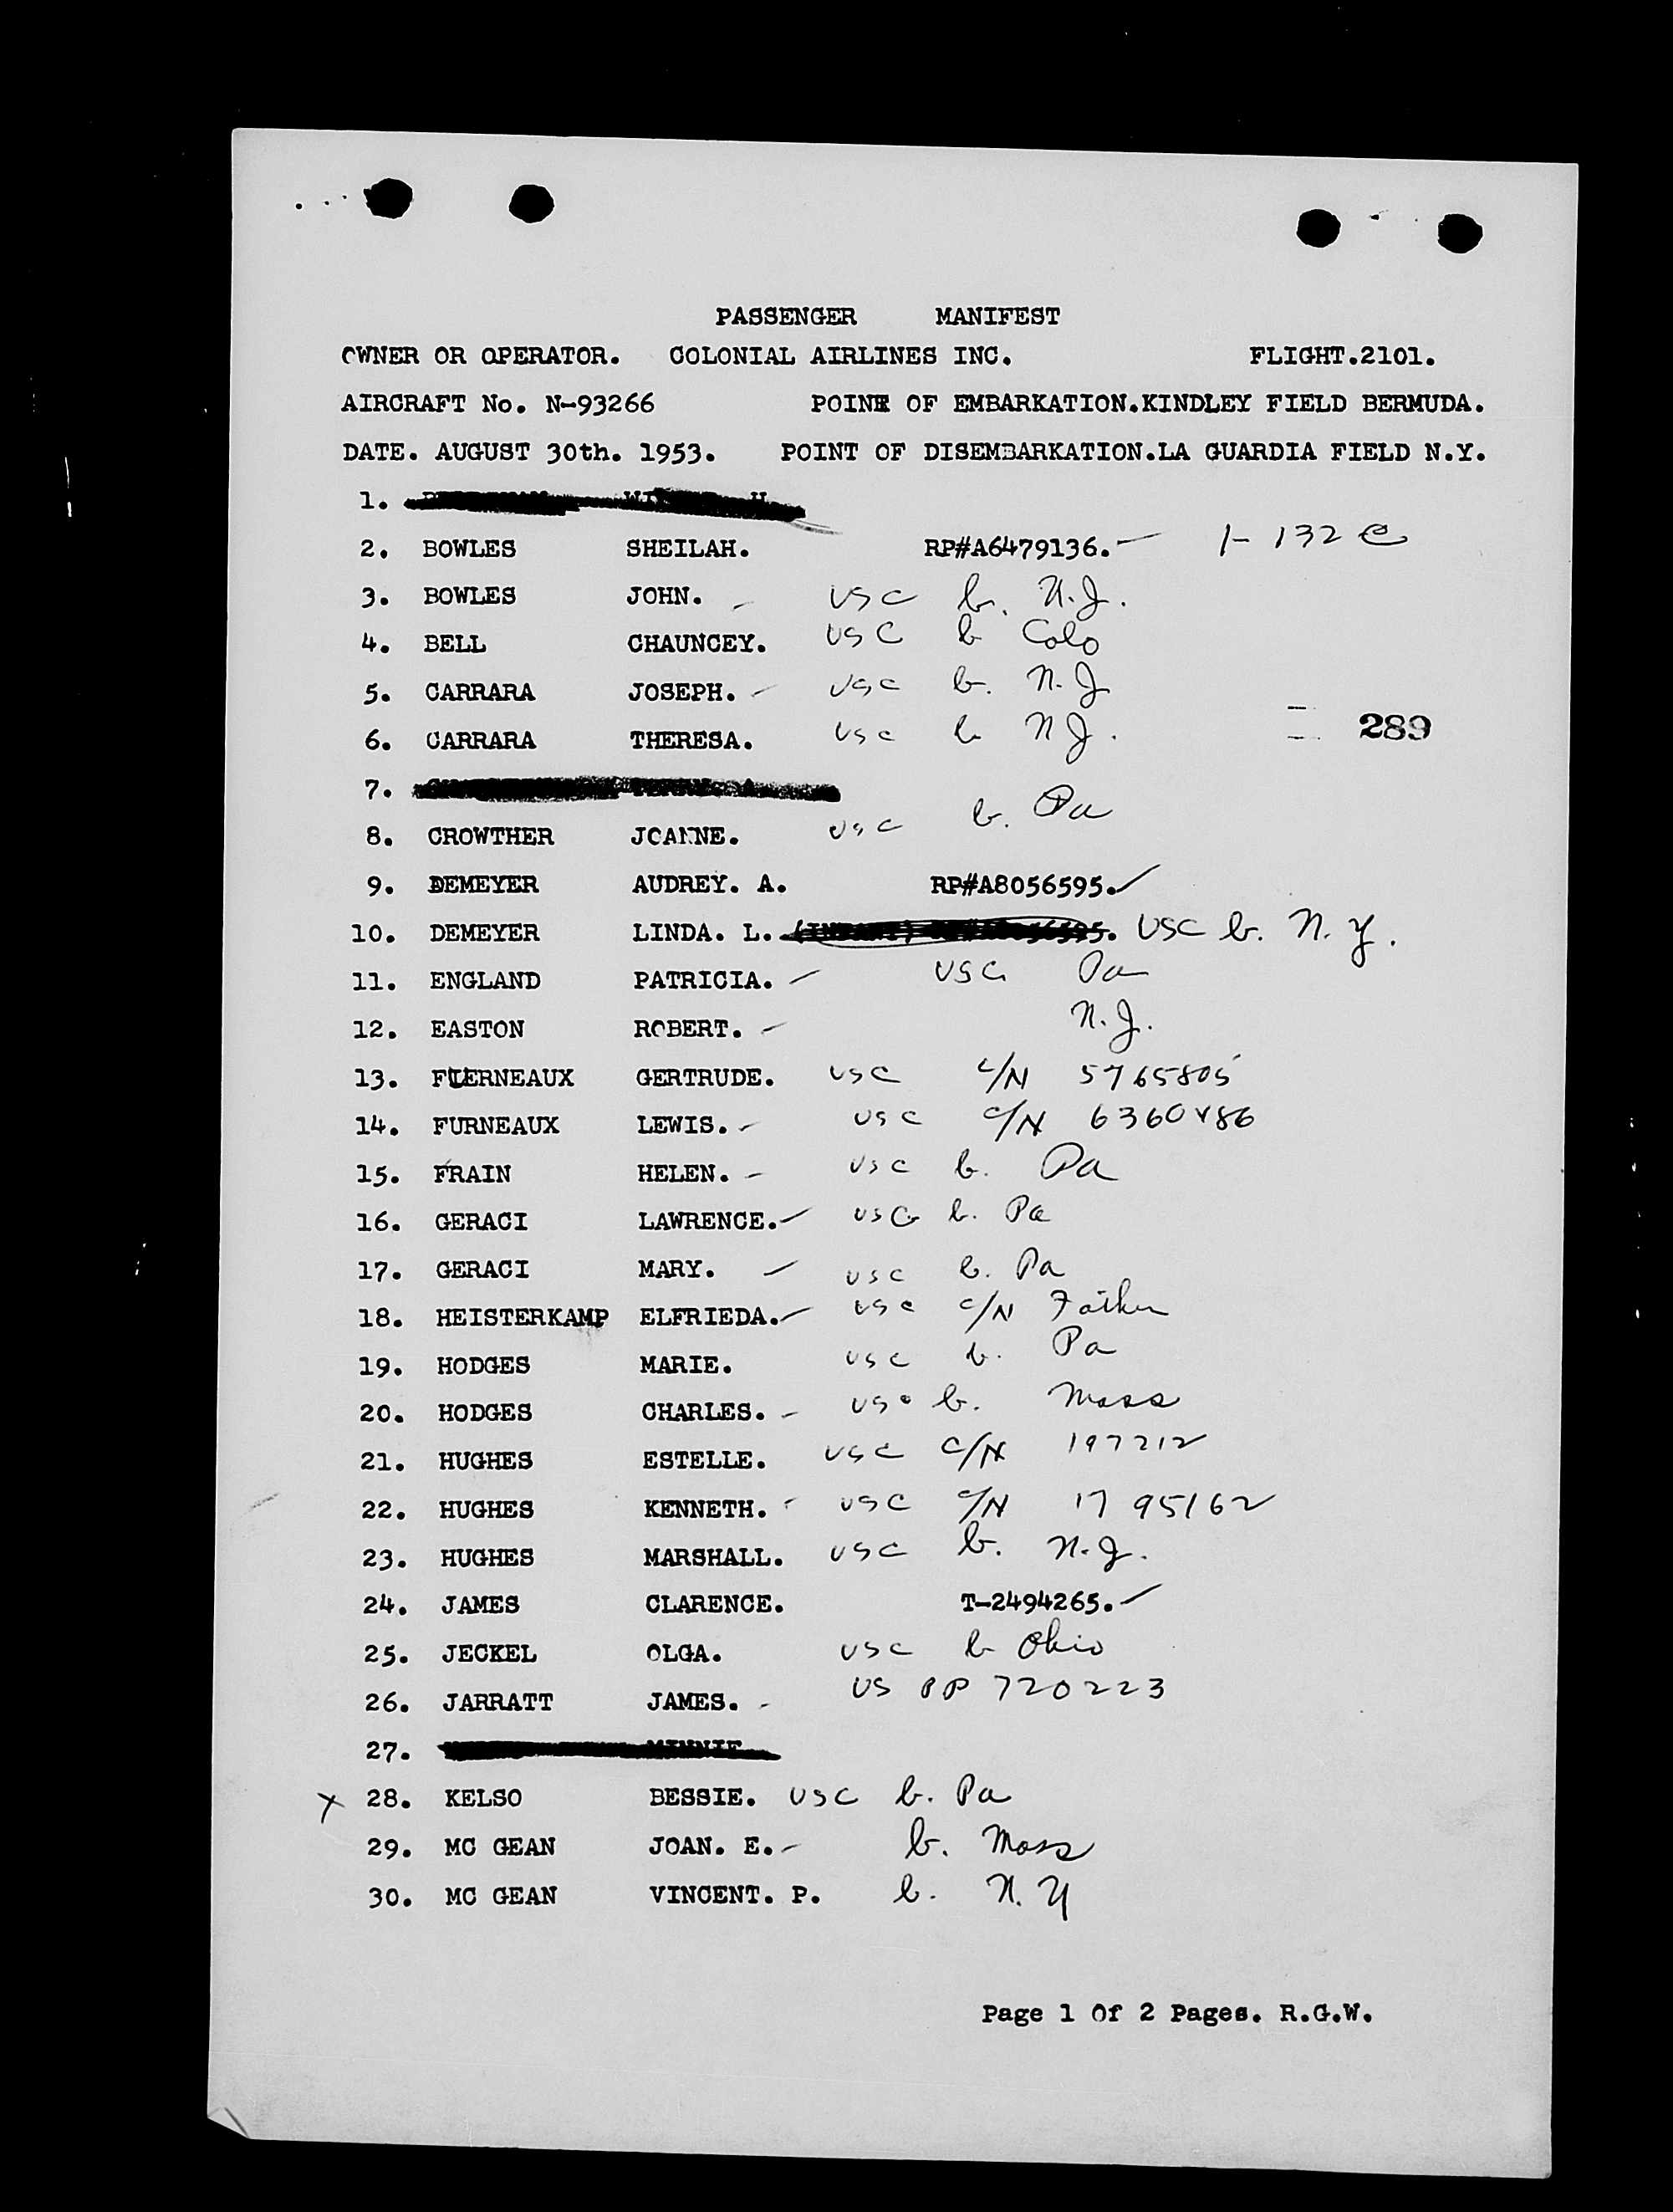 PASSENGER MANIFEST
OWNER OR OPERATOR. COLONIAL AIRLINES INC. FLIGHT.2101.
AIRCRAFT No. N-93266 POINT OF EMBARKATION.KINDLEY FIELD BERMUDA.
DATE. AUGUST 30th. 1953. POINT OF DISEMBARKATION.LA GUARDIA FIELD N.Y.
1.
2. BOWLES SHEILAH. RP#A6479136. 1-132 e
3. BOWLES JOHN. USC b. N.J.
4. BELL CHAUNCEY. USC b Colo
5. CARRARA JOSEPH. USC b. N.J
6. CARRARA THERESA. USC b NJ.
289
7.
8. CROWTHER JOANNE. USC b. Pa
9. DEMEYER AUDREY. A. RP#A8056595.
10. DEMEYER LINDA. L. USC b. N.Y.
11. ENGLAND PATRICIA. USC Pa
12. EASTON ROBERT. N.J.
13. GERTRUDE. USC C/N 5765805
14. FURNEAUX LEWIS. USC C/N
15. FRAIN HELEN. USC b. Pa
16. GERACI LAWRENCE. USC b. Pa
17. GERACI MARY. USC b. Pa
18. HEISTERKAMP ELFRIEDA. USC C/N Father
19. HODGES MARIE. USC b. Pa
20. HODGES CHARLES. USC b. Mass
21. HUGHES ESTELLE. USC C/N 197212
22. HUGHES KENNETH. USC C/N 1795162
23. HUGHES MARSHALL. USC b. N.J.
24. JAMES CLARENCE. T-2494265.
25. JECKEL OLGA. USC b Ohio
26. JARRATT JAMES. US PP 720223
27. MINNIE
x 28. KELSO BESSIE. USC b. Pa
29. MC GEAN JOAN. E. b. Mass
30. MC GEAN VINCENT. P. b. N.Y
Page 1 Of 2 Pages. R.G.W.